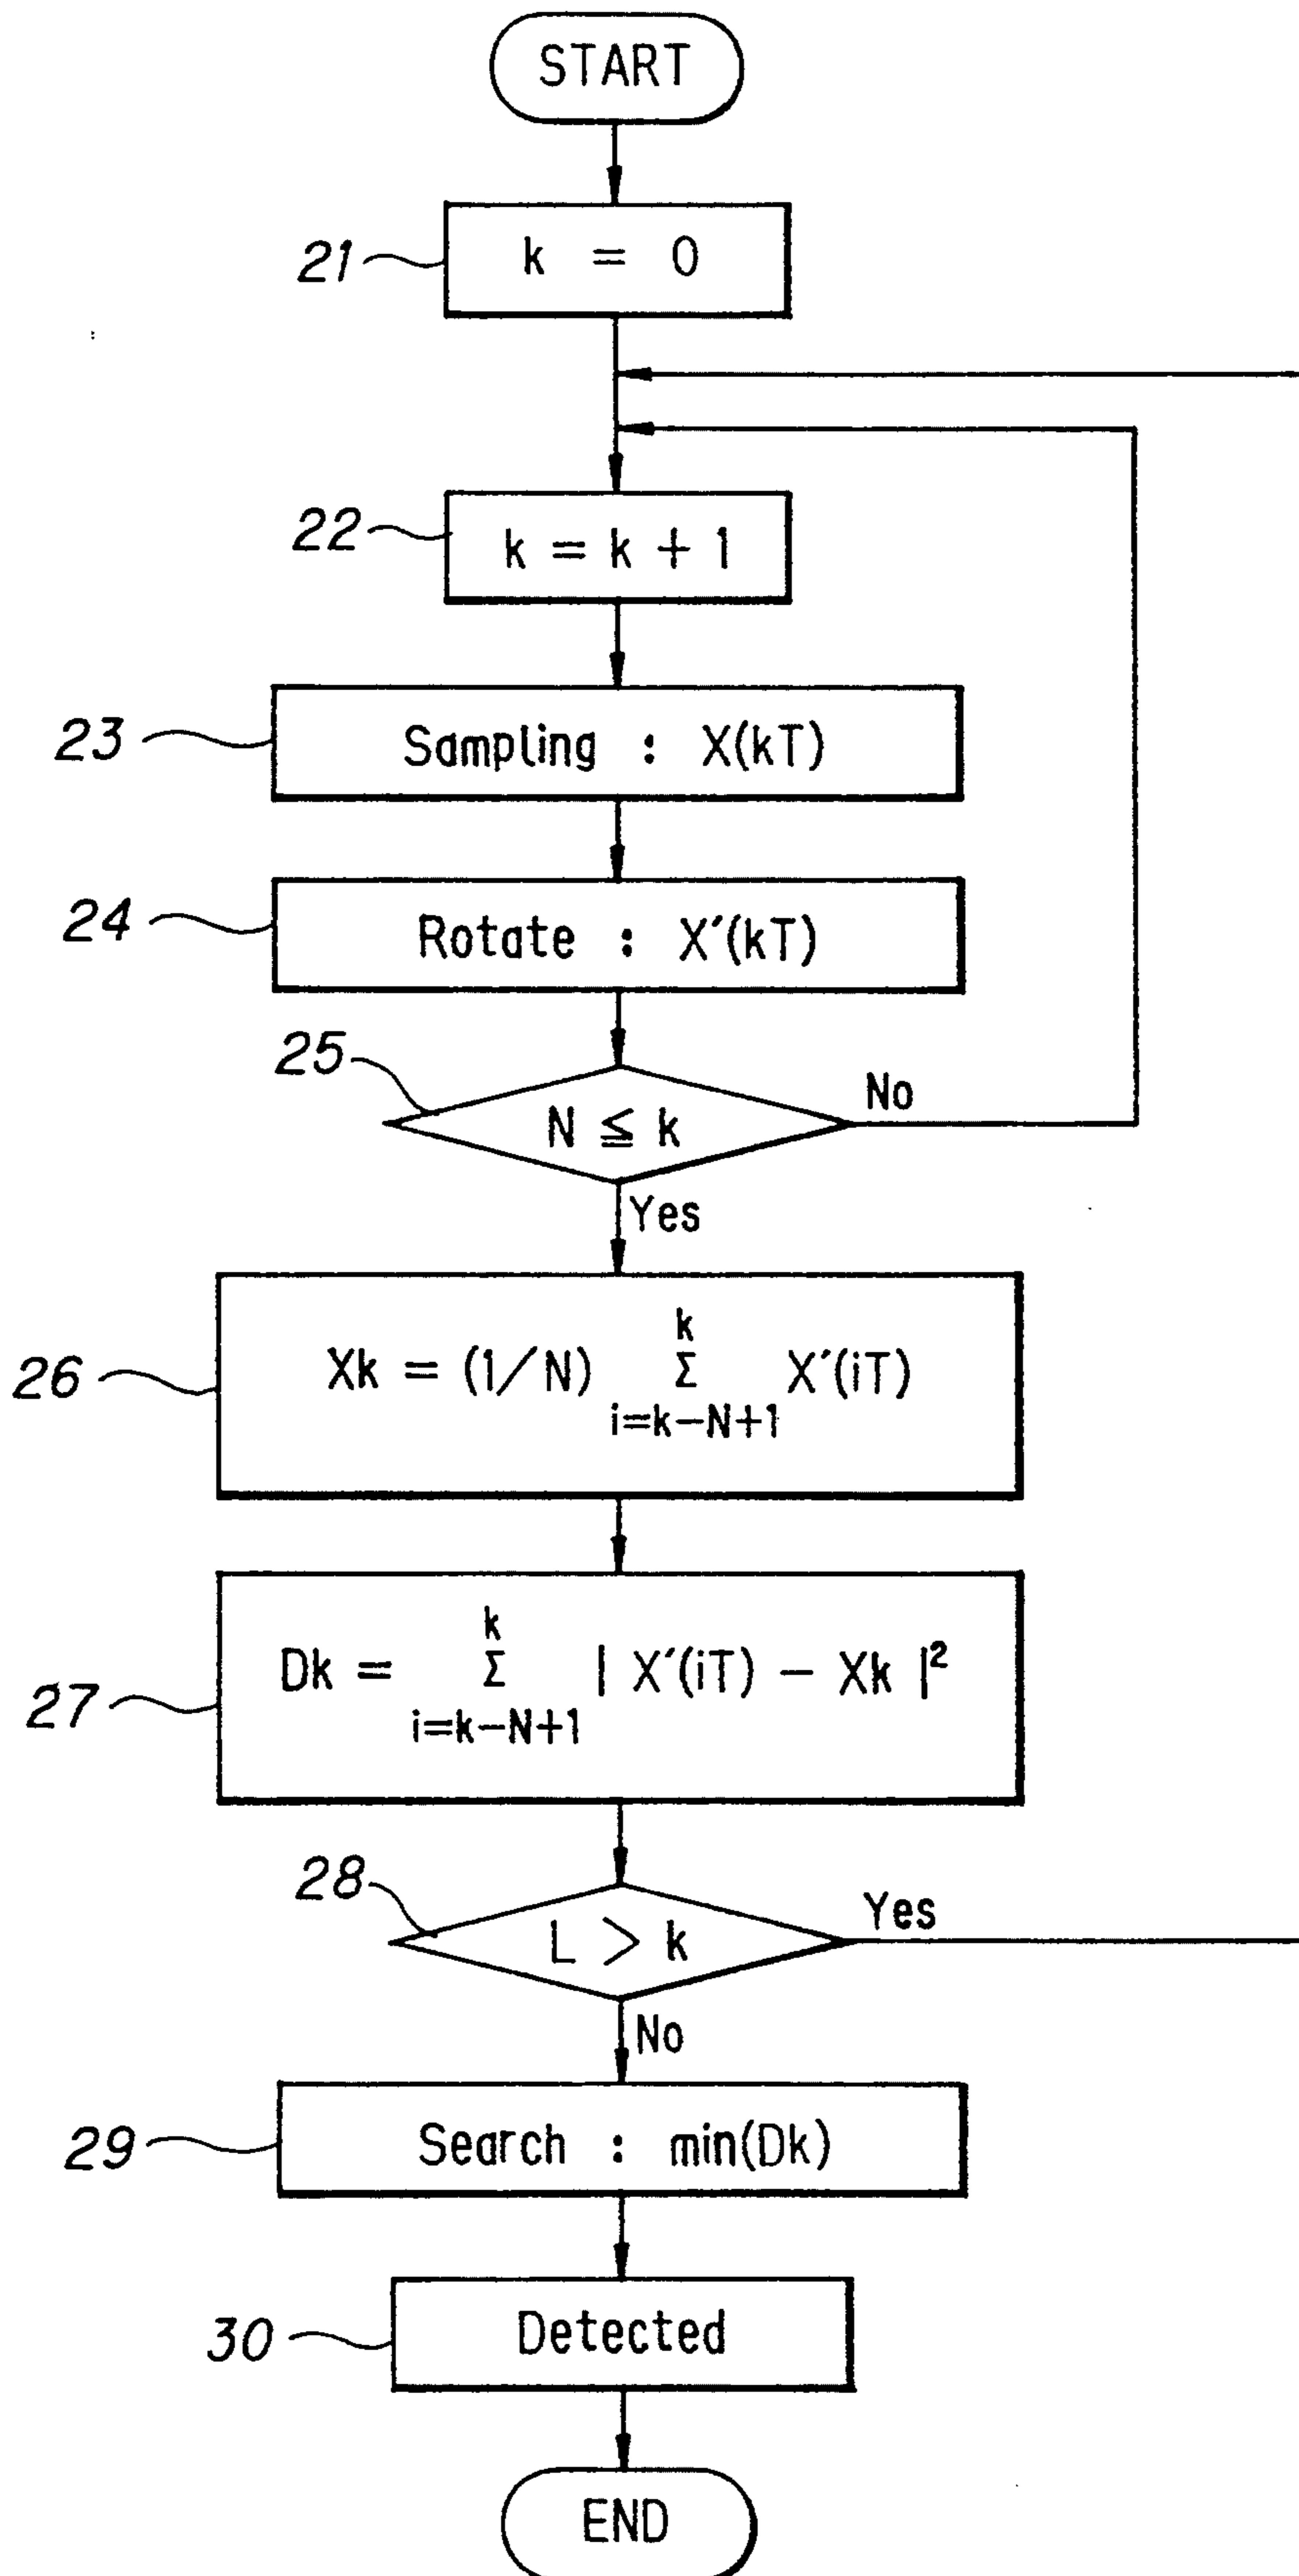 START
21
k = 0
22
k = k + 1
23
Sampling : X(kT)
24
Rotate : X′(kT)
25
N ≦ k
No
Yes
26
Xk = (1/N) Σ X′(iT)
k
i=k−N+1
27
Dk = Σ | X′(iT) − Xk |²
k
i=k−N+1
28
L > k
Yes
No
29
Search : min(Dk)
30
Detected
END